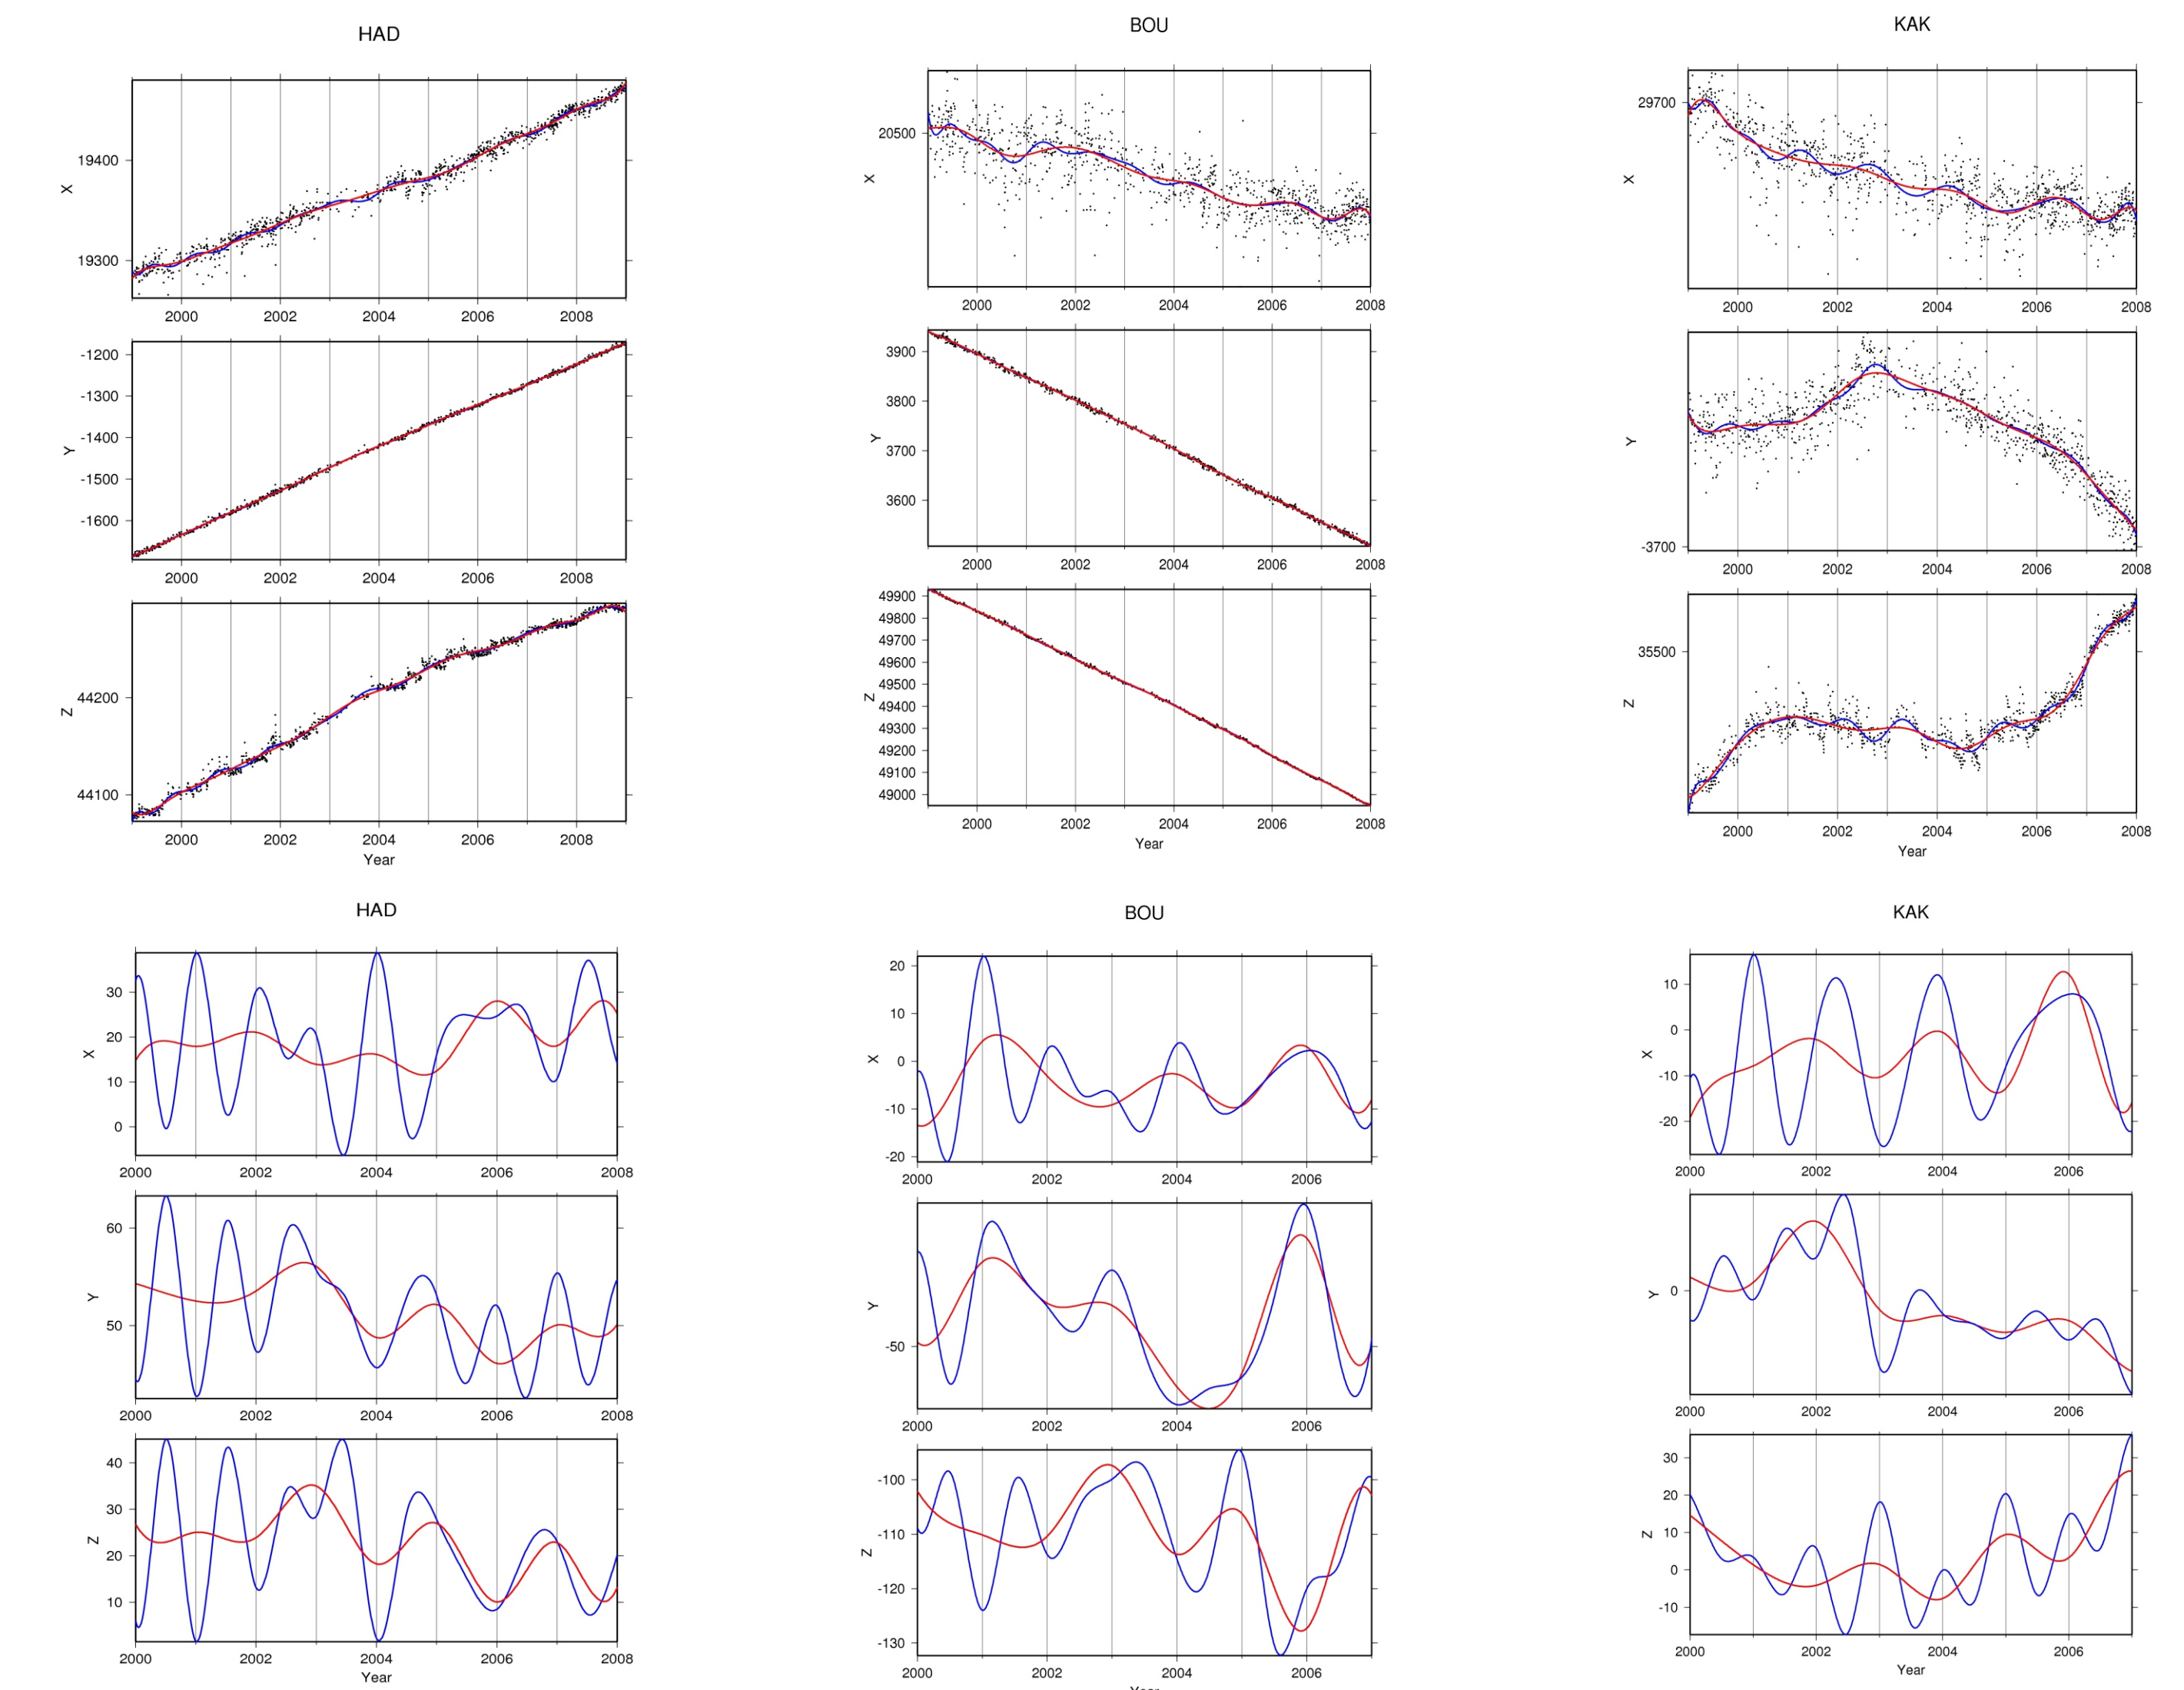 HAD
X
19400
19300
2000 2002 2004 2006 2008
Y
-1200
-1300
-1400
-1500
-1600
2000 2002 2004 2006 2008
Z
44200
44100
2000 2002 2004 2006 2008
Year
BOU
X
20500
2000 2002 2004 2006 2008
Y
3900
3800
3700
3600
2000 2002 2004 2006 2008
Z
49900
49800
49700
49600
49500
49400
49300
49200
49100
49000
2000 2002 2004 2006 2008
Year
KAK
X
29700
2000 2002 2004 2006 2008
Y
-3700
2000 2002 2004 2006 2008
Z
35500
2000 2002 2004 2006 2008
Year
HAD
X
30
20
10
0
2000 2002 2004 2006 2008
Y
60
50
2000 2002 2004 2006 2008
Z
40
30
20
10
2000 2002 2004 2006 2008
Year
BOU
X
20
10
0
-10
-20
2000 2002 2004 2006
Y
-50
2000 2002 2004 2006
Z
-100
-110
-120
-130
2000 2002 2004 2006
Year
KAK
X
10
0
-10
-20
2000 2002 2004 2006
Y
0
2000 2002 2004 2006
Z
30
20
10
0
-10
2000 2002 2004 2006
Year